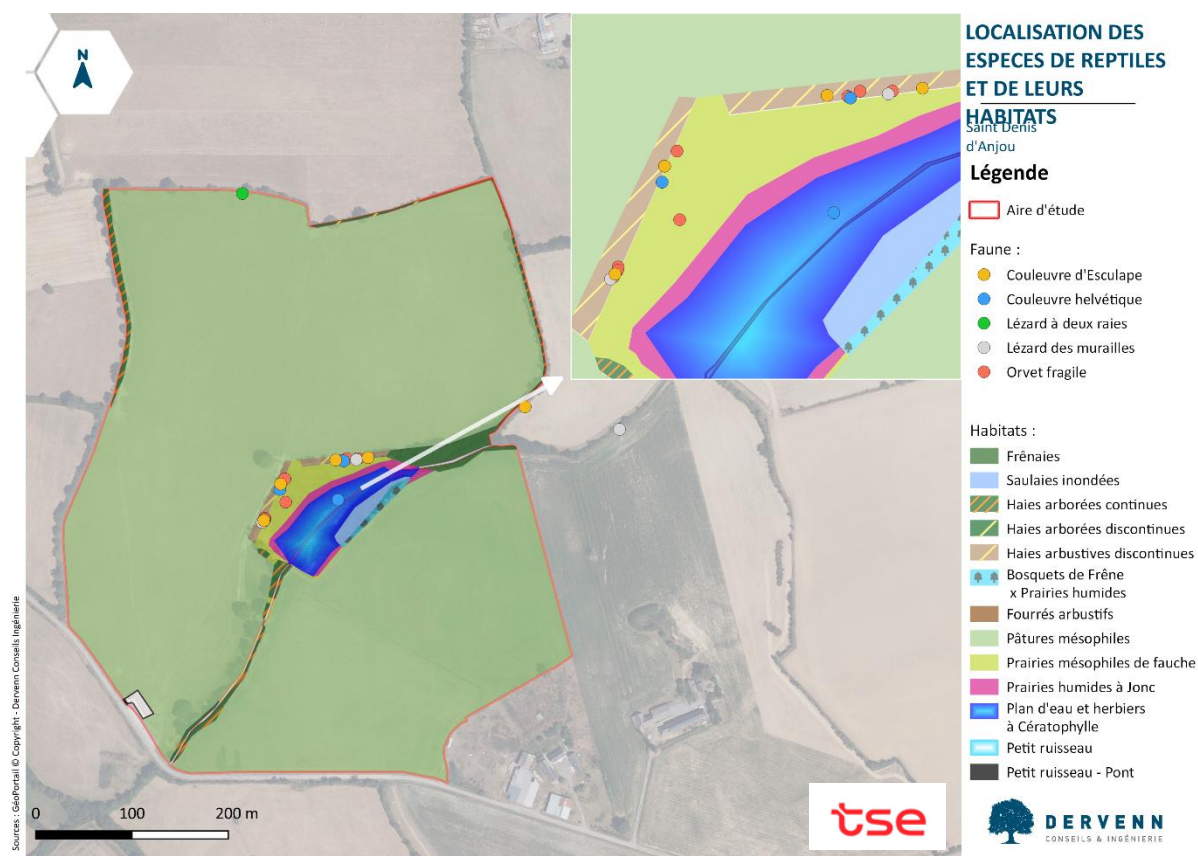 LOCALISATION DES
ESPECES DE REPTILES
ET DE LEURS
HABITATS
Saint Denis
d'Anjou
Légende
Aire d'étude
Faune :
Couleuvre d'Esculape
Couleuvre helvétique
Lézard à deux raies
Lézard des murailles
Orvet fragile
Habitats :
Frênaies
Saulaies inondées
Haies arborées continues
Haies arborées discontinues
Haies arbustives discontinues
Bosquets de Frêne
x Prairies humides
Fourrés arbustifs
Pâtures mésophiles
Prairies mésophiles de fauche
Prairies humides à Jonc
Plan d'eau et herbiers
à Cératophylle
Petit ruisseau
Petit ruisseau - Pont
N
Sources : GéoPortail © Copyright - Dervenn Conseils Ingénierie
0 100 200 m
tse
DERVENN
CONSEILS & INGÉNIERIE